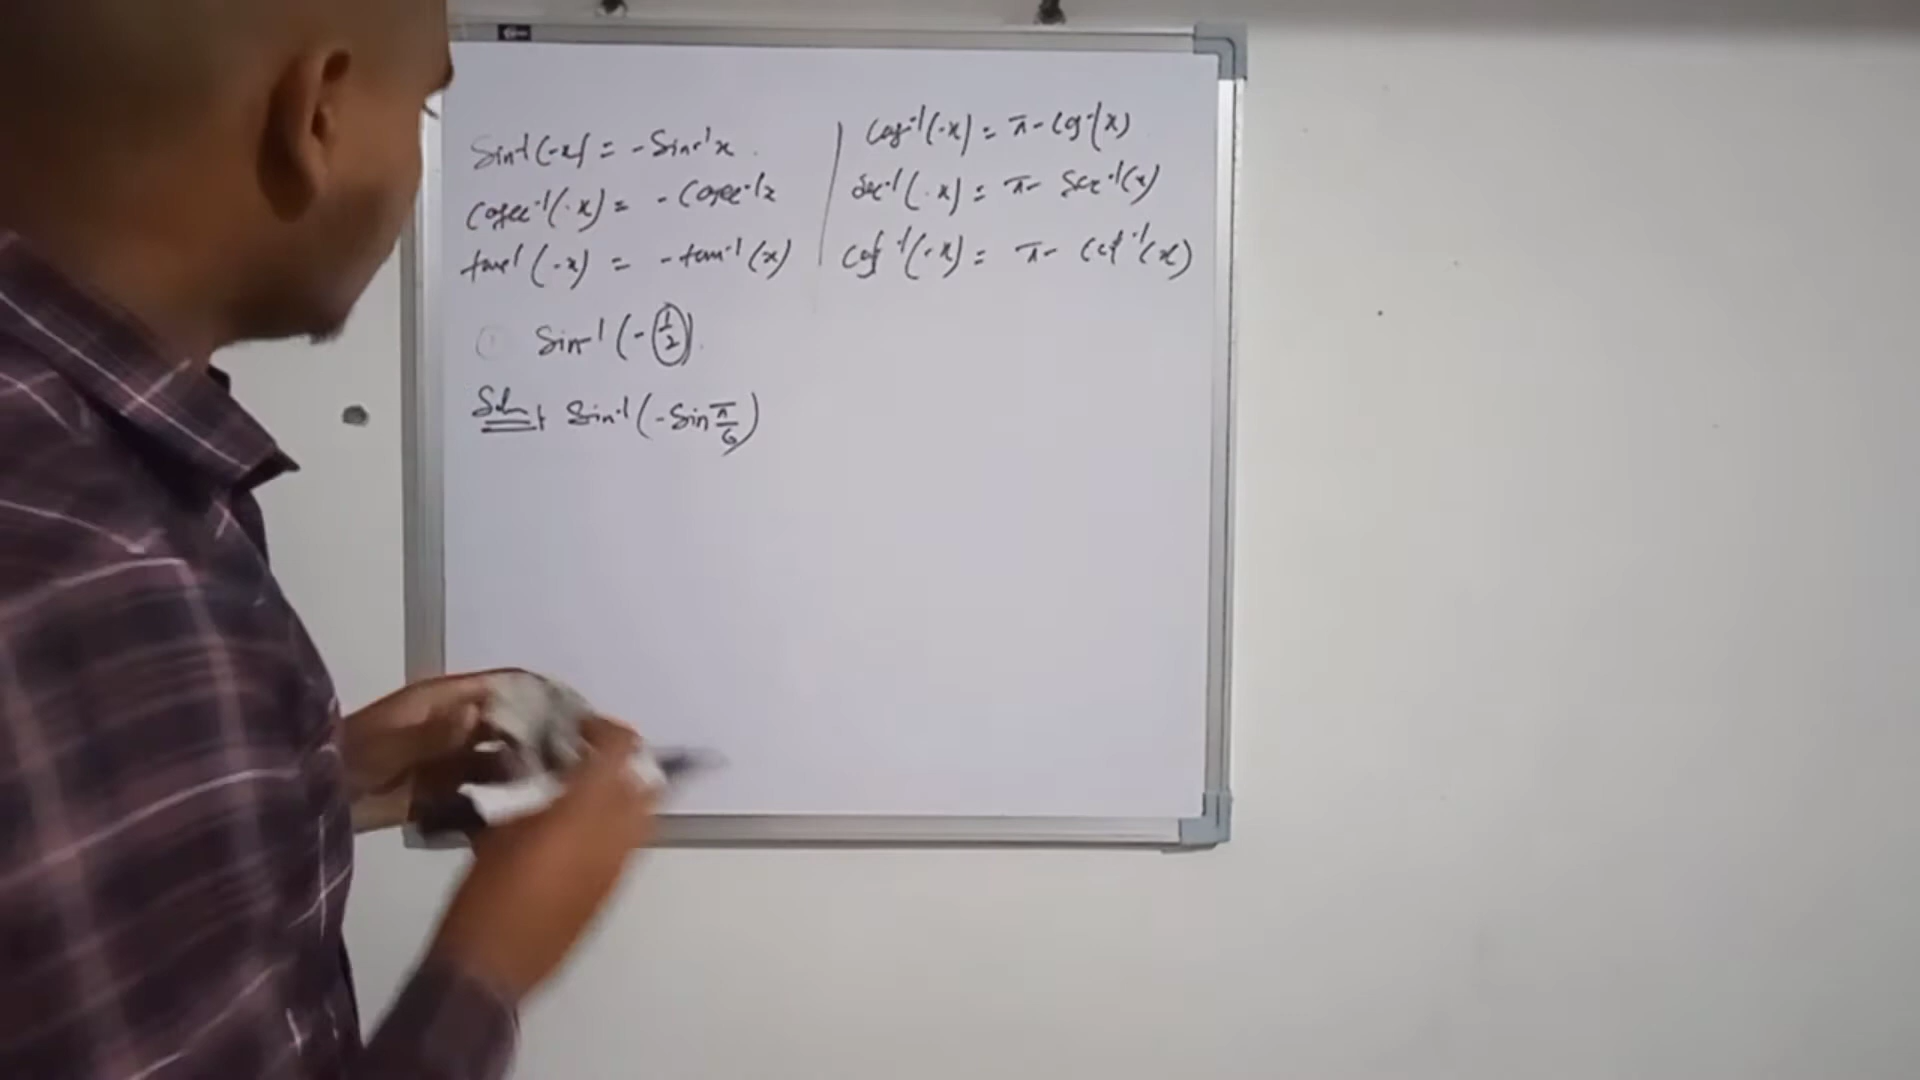 Sin⁻¹(-x) = -Sin⁻¹x
Cosec⁻¹(-x) = -Cosec⁻¹x
tan⁻¹(-x) = -tan⁻¹(x)
Cos⁻¹(-x) = π - Cos⁻¹(x)
Sec⁻¹(-x) = π - Sec⁻¹(x)
Cot⁻¹(-x) = π - Cot⁻¹(x)
① Sin⁻¹(-1/2)
Soln Sin⁻¹(-Sin π/6)